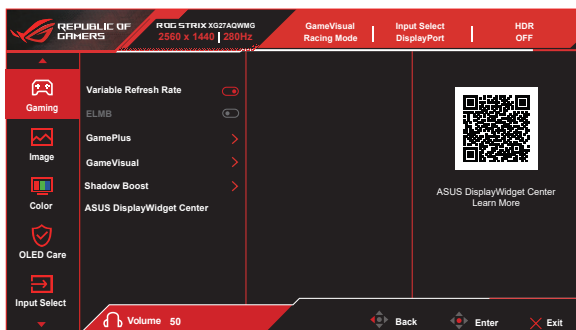 REPUBLIC OF
GAMERS
ROG STRIX XG27AQWMG
2560 x 1440 280Hz
GameVisual
Racing Mode
Input Select
DisplayPort
HDR
OFF
Gaming
Image
Color
OLED Care
Input Select
Variable Refresh Rate
ELMB
GamePlus
GameVisual
Shadow Boost
ASUS DisplayWidget Center
ASUS DisplayWidget Center
Learn More
Volume 50
Back
Enter
Exit